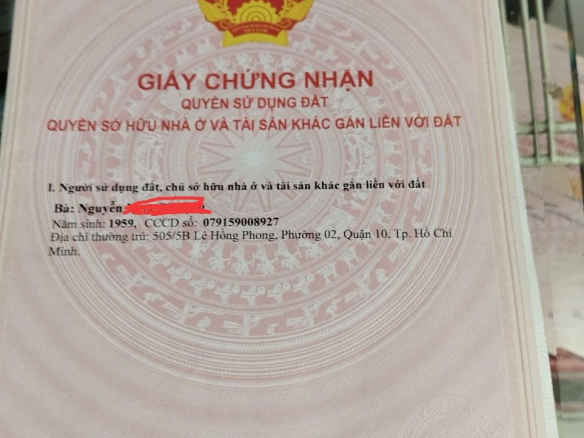 GIẤY CHỨNG NHẬN
QUYỀN SỬ DỤNG ĐẤT
QUYỀN SỞ HỮU NHÀ Ở VÀ TÀI SẢN KHÁC GẮN LIỀN VỚI ĐẤT
I. Người sử dụng đất, chủ sở hữu nhà ở và tài sản khác gắn liền với đất
Bà: Nguyễn
Năm sinh: 1959, CCCD số: 079159008927
Địa chỉ thường trú: 505/5B Lê Hồng Phong, Phường 02, Quận 10, Tp. Hồ Chí
Minh.